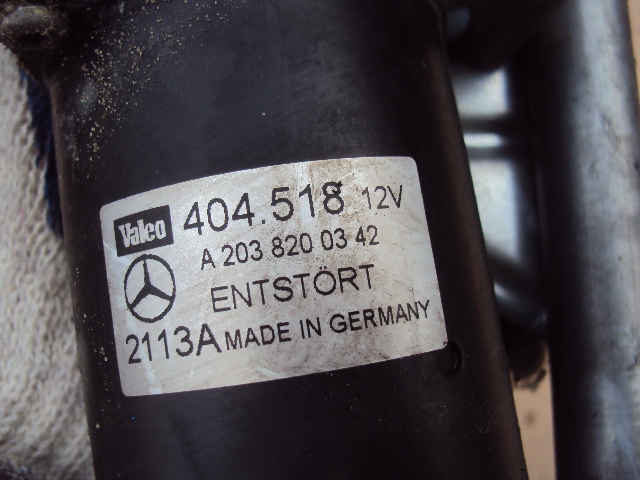 Valeo 404.518 12V
A 203 820 03 42
ENTSTÖRT
2113A MADE IN GERMANY